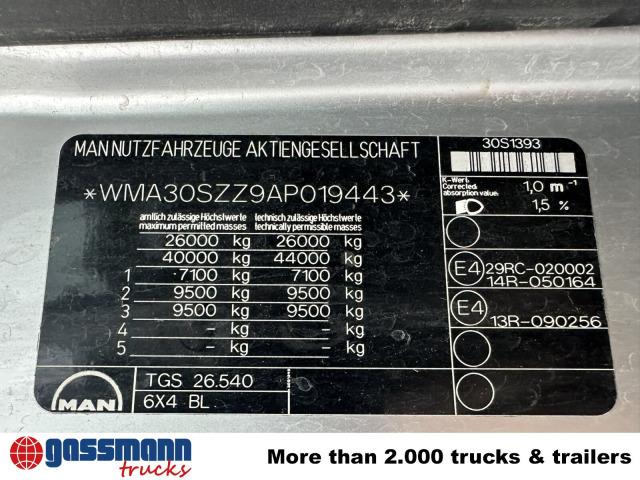 MAN NUTZFAHRZEUGE AKTIENGESELLSCHAFT
*WMA30SZZ9AP019443*
amtlich zulässige Höchstwerte technisch zulässige Höchstwerte
maximum permitted masses technically permissible masses
26000 kg 26000 kg
40000 kg 44000 kg
1 7100 kg 7100 kg
2 9500 kg 9500 kg
3 9500 kg 9500 kg
4 - kg - kg
5 - kg - kg
MAN
TGS 26.540
6X4 BL
30S1393
K-Wert
Corrected
absorption value:
1,0 m-1
1,5 %
E4 29RC-020002
14R-050164
E4 13R-090256
gassmann
trucks
More than 2.000 trucks & trailers